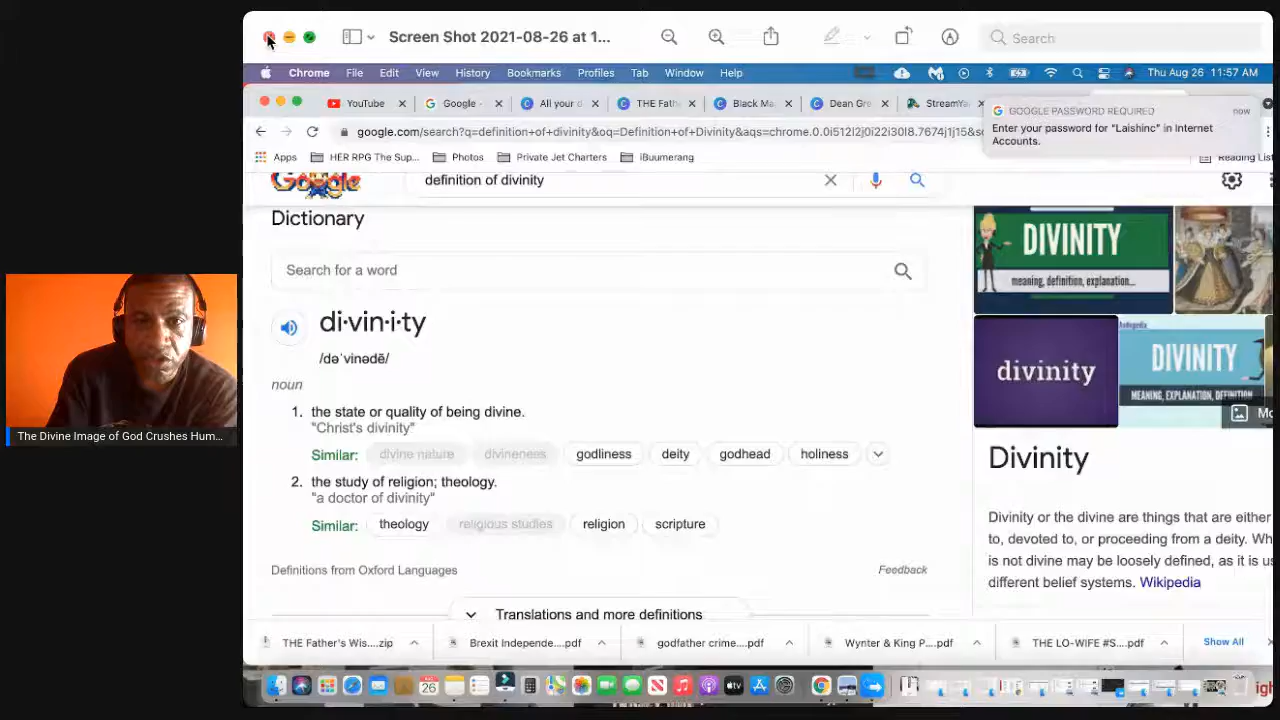 Screen Shot 2021-08-26 at 1...
Search
Chrome File Edit View History Bookmarks Profiles Tab Window Help
Thu Aug 26 11:57 AM
YouTube
Google -
All your d
THE Fath
Black Ma
Dean Gre
StreamYa
GOOGLE PASSWORD REQUIRED
now
Enter your password for "Laishinc" in Internet
Accounts.
google.com/search?q=definition+of+divinity&oq=Definition+of+Divinity&aqs=chrome.0.0i512l2j0i22i30l8.7674j1j15&s
Apps
HER RPG The Sup...
Photos
Private Jet Charters
iBuumerang
Reading List
Google
definition of divinity
Dictionary
Search for a word
di·vin·i·ty
/dəˈvinədē/
noun
1. the state or quality of being divine.
"Christ's divinity"
Similar: divine nature divineness godliness deity godhead holiness
2. the study of religion; theology.
"a doctor of divinity"
Similar: theology religious studies religion scripture
Definitions from Oxford Languages
Feedback
Translations and more definitions
DIVINITY
meaning, definition, explanation...
divinity
Audiopedia
DIVINITY
MEANING, EXPLANATION, DEFINITION
Mo
Divinity
Divinity or the divine are things that are either
to, devoted to, or proceeding from a deity. Wh
is not divine may be loosely defined, as it is us
different belief systems. Wikipedia
The Divine Image of God Crushes Hum...
THE Father's Wis....zip
Brexit Independe....pdf
godfather crime....pdf
Wynter & King P....pdf
THE LO-WIFE #S....pdf
Show All
AUG
26
tv